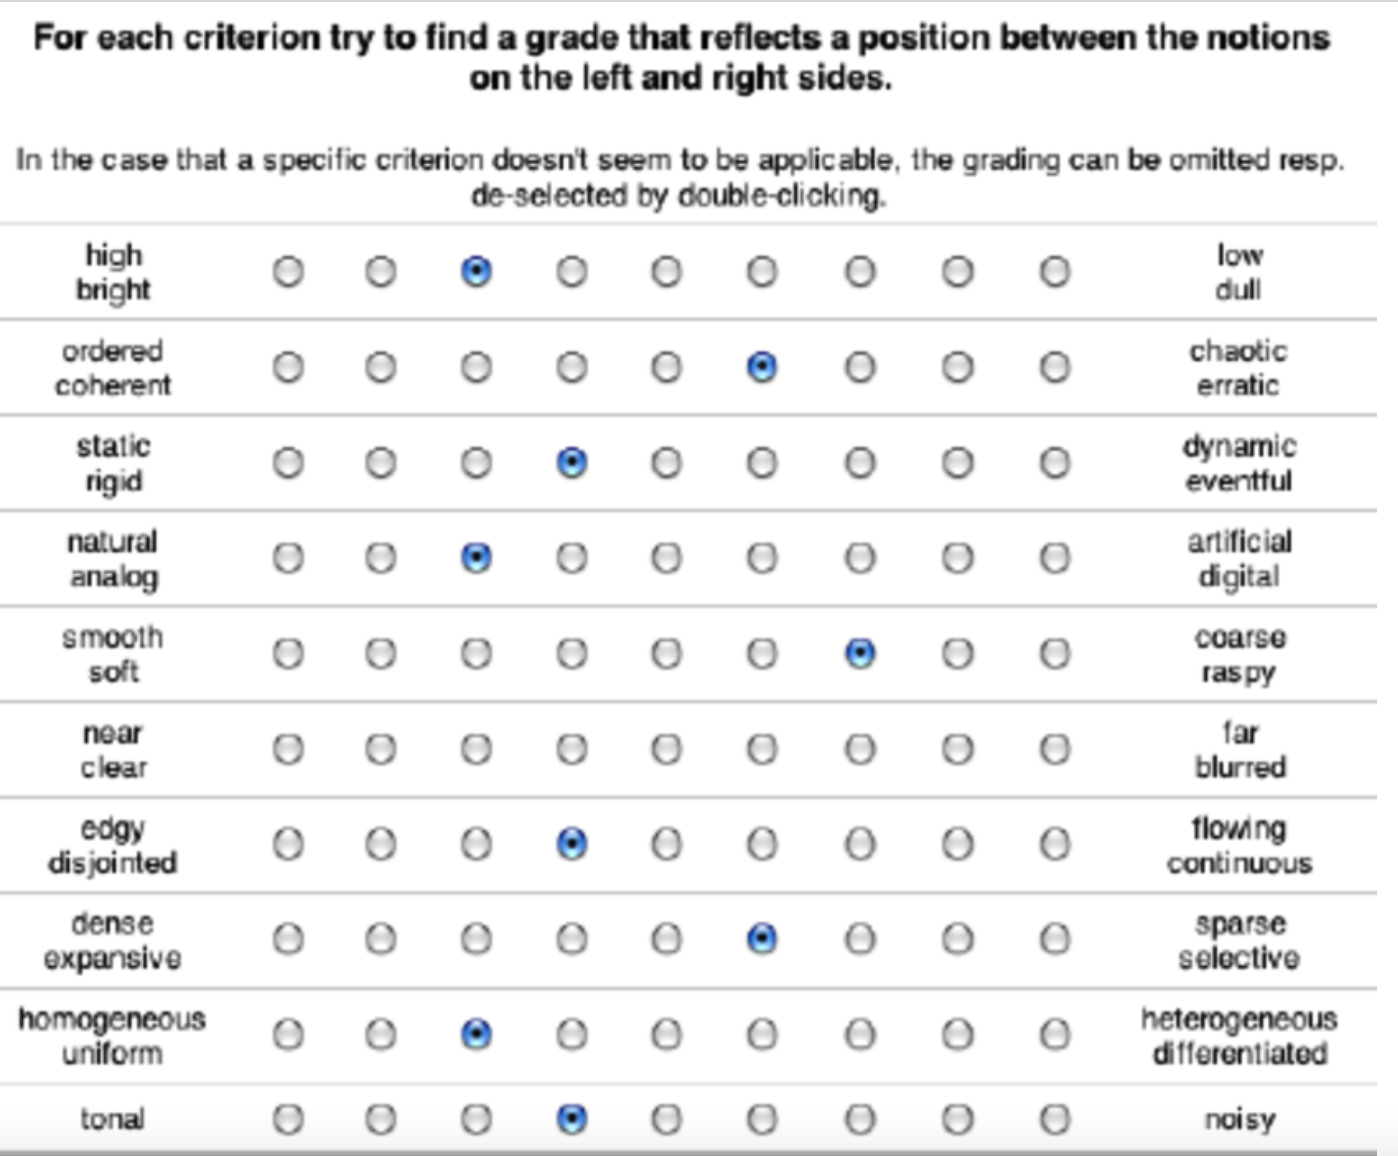 For each criterion try to find a grade that reflects a position between the notions
on the left and right sides.
In the case that a specific criterion doesn't seem to be applicable, the grading can be omitted resp.
de-selected by double-clicking.
high low
bright dull
ordered chaotic
coherent erratic
static dynamic
rigid eventful
natural artificial
analog digital
smooth coarse
soft raspy
near far
clear blurred
edgy flowing
disjointed continuous
dense sparse
expansive selective
homogeneous heterogeneous
uniform differentiated
tonal noisy